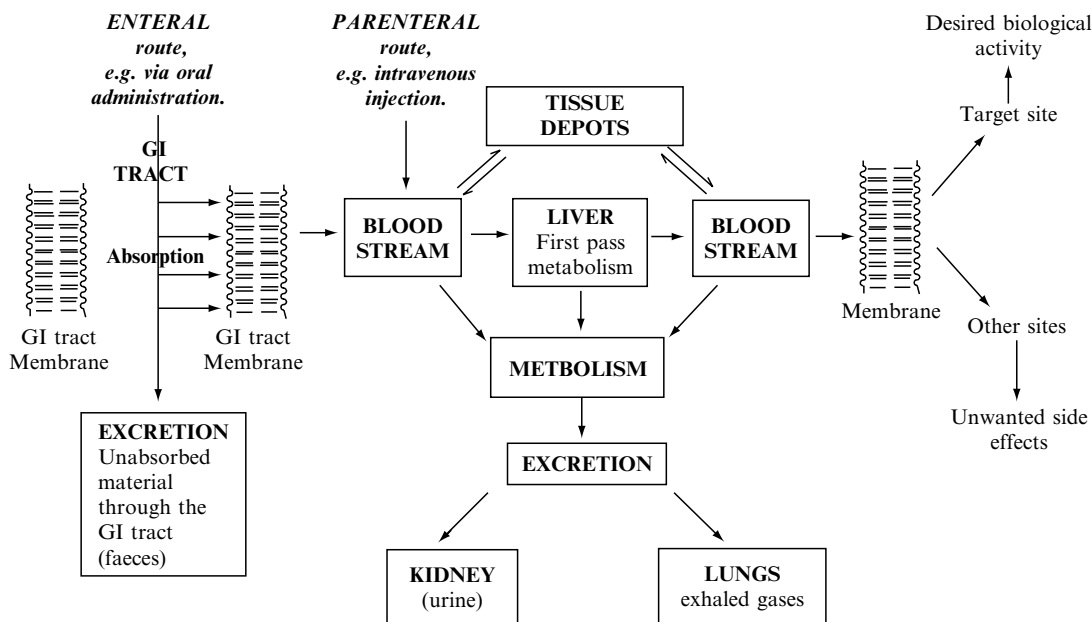 ENTERAL
route,
e.g. via oral
administration.
PARENTERAL
route,
e.g. intravenous
injection.
Desired biological
activity
TISSUE
DEPOTS
Target site
GI
TRACT
BLOOD
STREAM
LIVER
First pass
metabolism
BLOOD
STREAM
Absorption
GI tract
Membrane
GI tract
Membrane
Membrane
Other sites
METBOLISM
Unwanted side
effects
EXCRETION
Unabsorbed
material
through the
GI tract
(faeces)
EXCRETION
KIDNEY
(urine)
LUNGS
exhaled gases